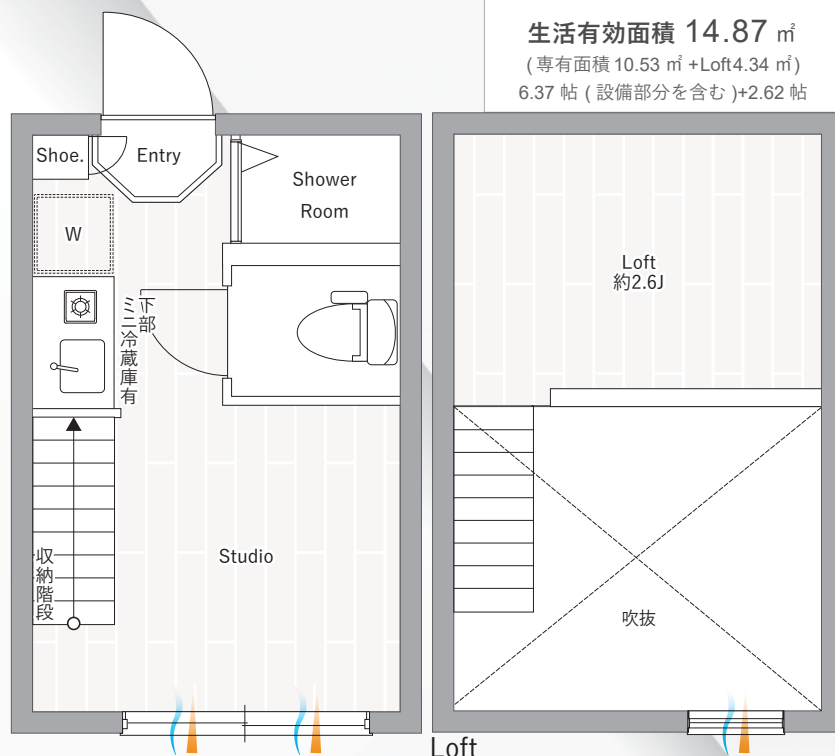 生活有効面積 14.87 ㎡
(専有面積 10.53 ㎡ +Loft4.34 ㎡)
6.37 帖 ( 設備部分を含む )+2.62 帖
Shoe.
Entry
Shower
Room
W
下部
ミニ冷蔵庫有
収納階段
Studio
Loft
約2.6J
吹抜
Loft